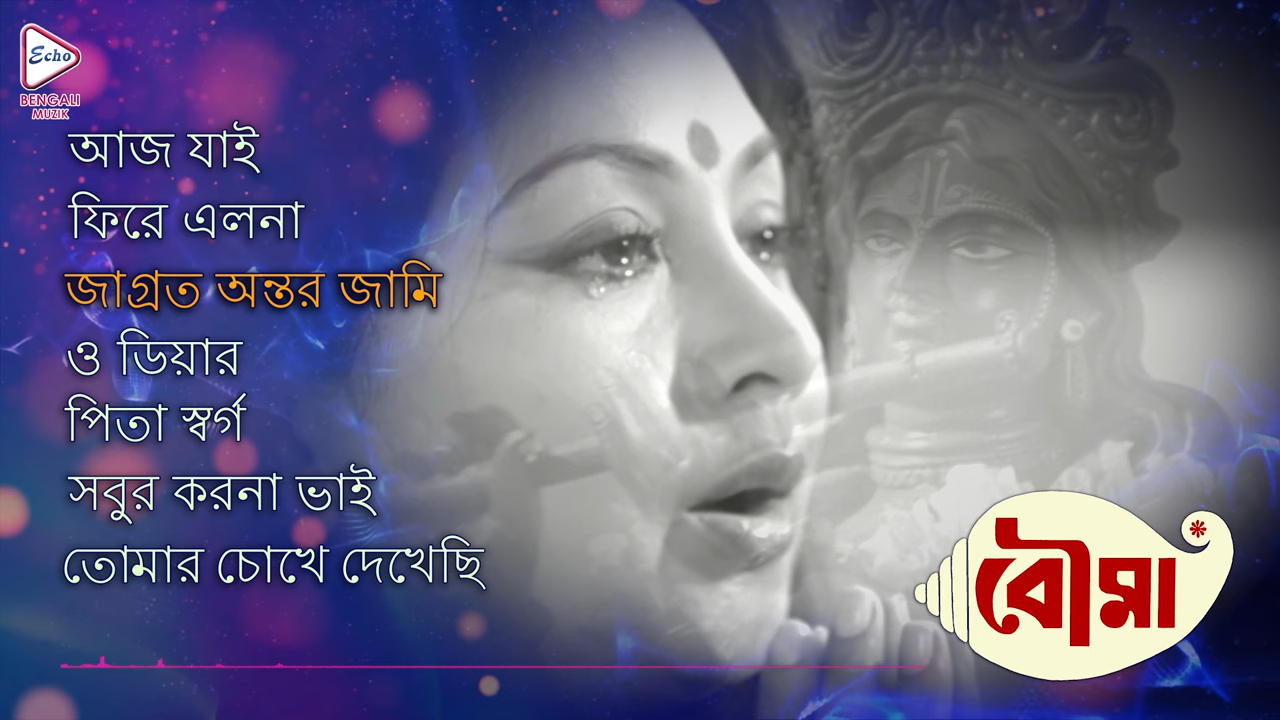 Echo
BENGALI
MUZIK
আজ যাই
ফিরে এলনা
জাগ্রত অন্তর জামি
ও ডিয়ার
পিতা স্বর্গ
সবুর করনা ভাই
তোমার চোখে দেখেছি
বৌমা